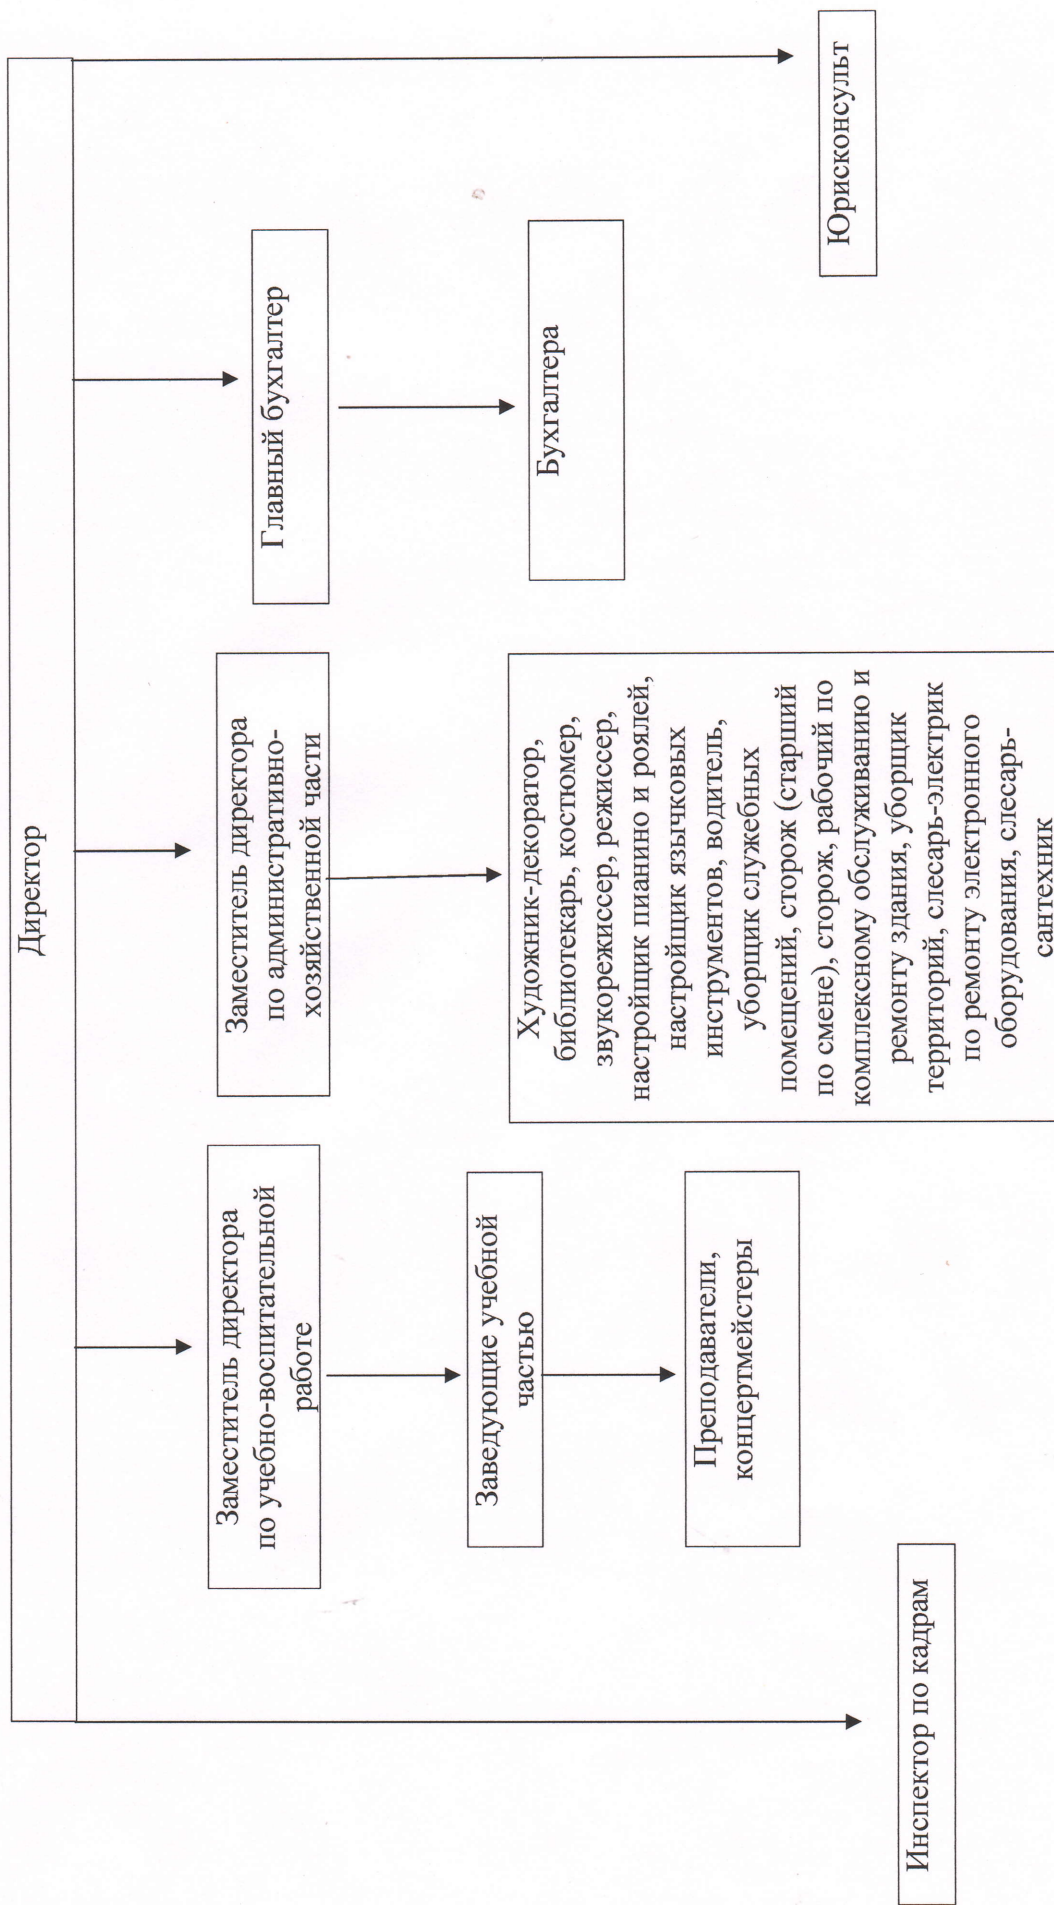 Директор
Заместитель директора
по учебно-воспитательной
работе
Заместитель директора
по административно-
хозяйственной части
Главный бухгалтер
Заведующие учебной
частью
Художник-декоратор,
библиотекарь, костюмер,
звукорежиссер, режиссер,
настройщик пианино и роялей,
настройщик язычковых
инструментов, водитель,
уборщик служебных
помещений, сторож (старший
по смене), сторож, рабочий по
комплексному обслуживанию и
ремонту здания, уборщик
территорий, слесарь-электрик
по ремонту электронного
оборудования, слесарь-
сантехник
Бухгалтера
Преподаватели,
концертмейстеры
Инспектор по кадрам
Юрисконсульт